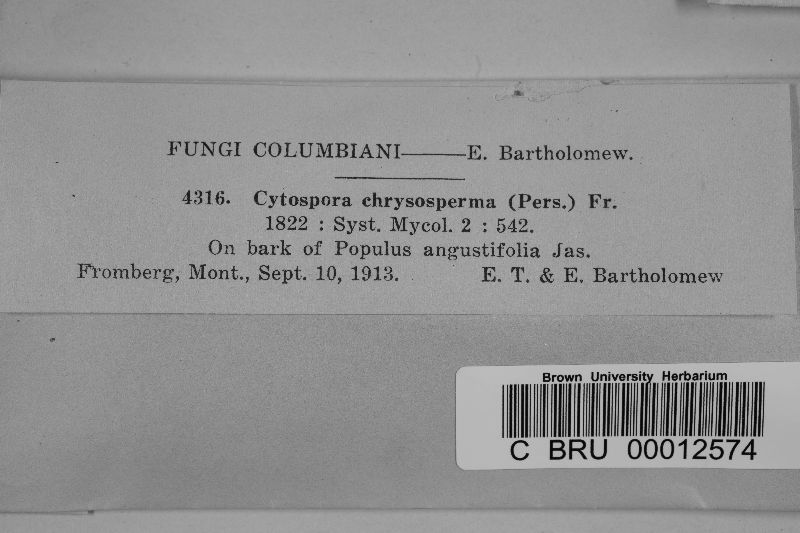 FUNGI COLUMBIANI——E. Bartholomew.
4316. Cytospora chrysosperma (Pers.) Fr.
1822 : Syst. Mycol. 2 : 542.
On bark of Populus angustifolia Jas.
Fromberg, Mont., Sept. 10, 1913. E. T. & E. Bartholomew
Brown University Herbarium
C BRU 00012574